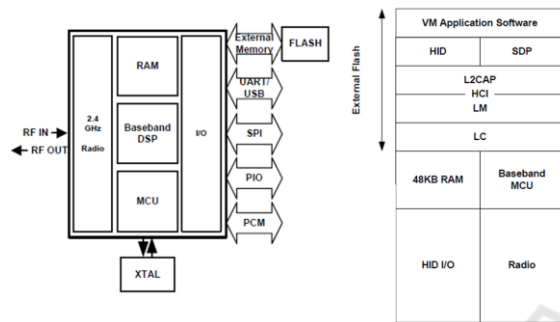 External
Memory
FLASH
RAM
UART/
USB
2.4
GHz
Radio
Baseband
DSP
I/O
SPI
RF IN
RF OUT
PIO
MCU
PCM
XTAL
External Flash
VM Application Software
HID
SDP
L2CAP
HCI
LM
LC
48KB RAM
Baseband
MCU
HID I/O
Radio